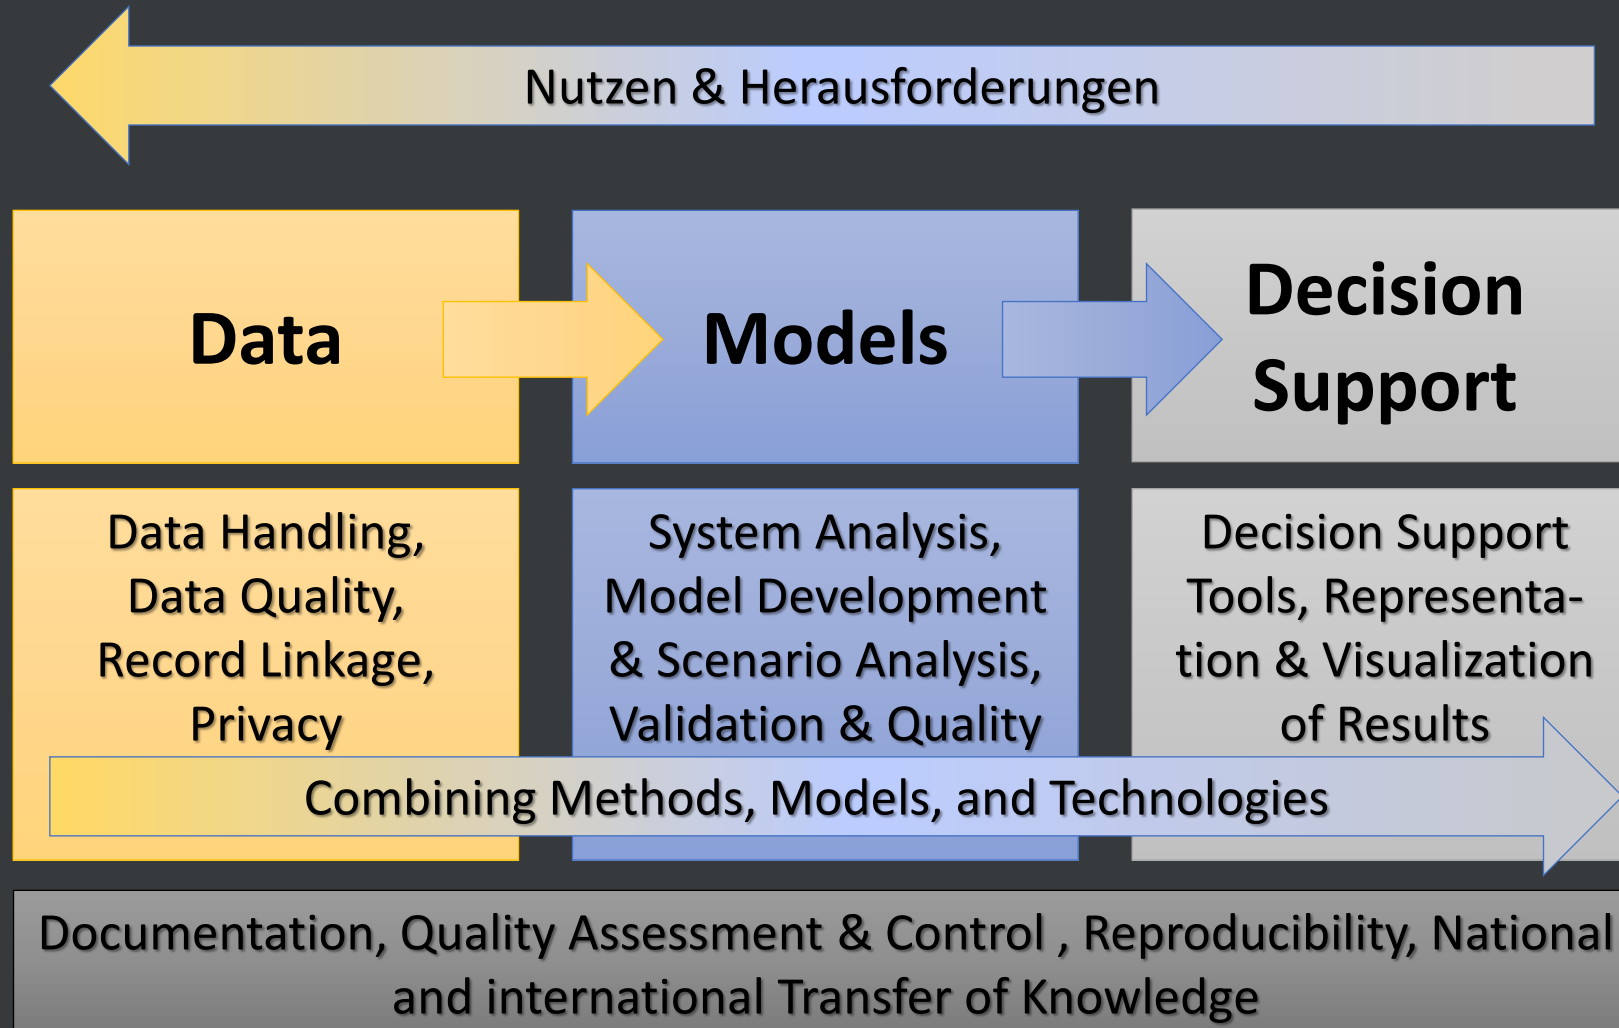 Nutzen & Herausforderungen
Data
Models
Decision
Support
Data Handling,
Data Quality,
Record Linkage,
Privacy
System Analysis,
Model Development
& Scenario Analysis,
Validation & Quality
Decision Support
Tools, Representa-
tion & Visualization
of Results
Combining Methods, Models, and Technologies
Documentation, Quality Assessment & Control , Reproducibility, National
and international Transfer of Knowledge